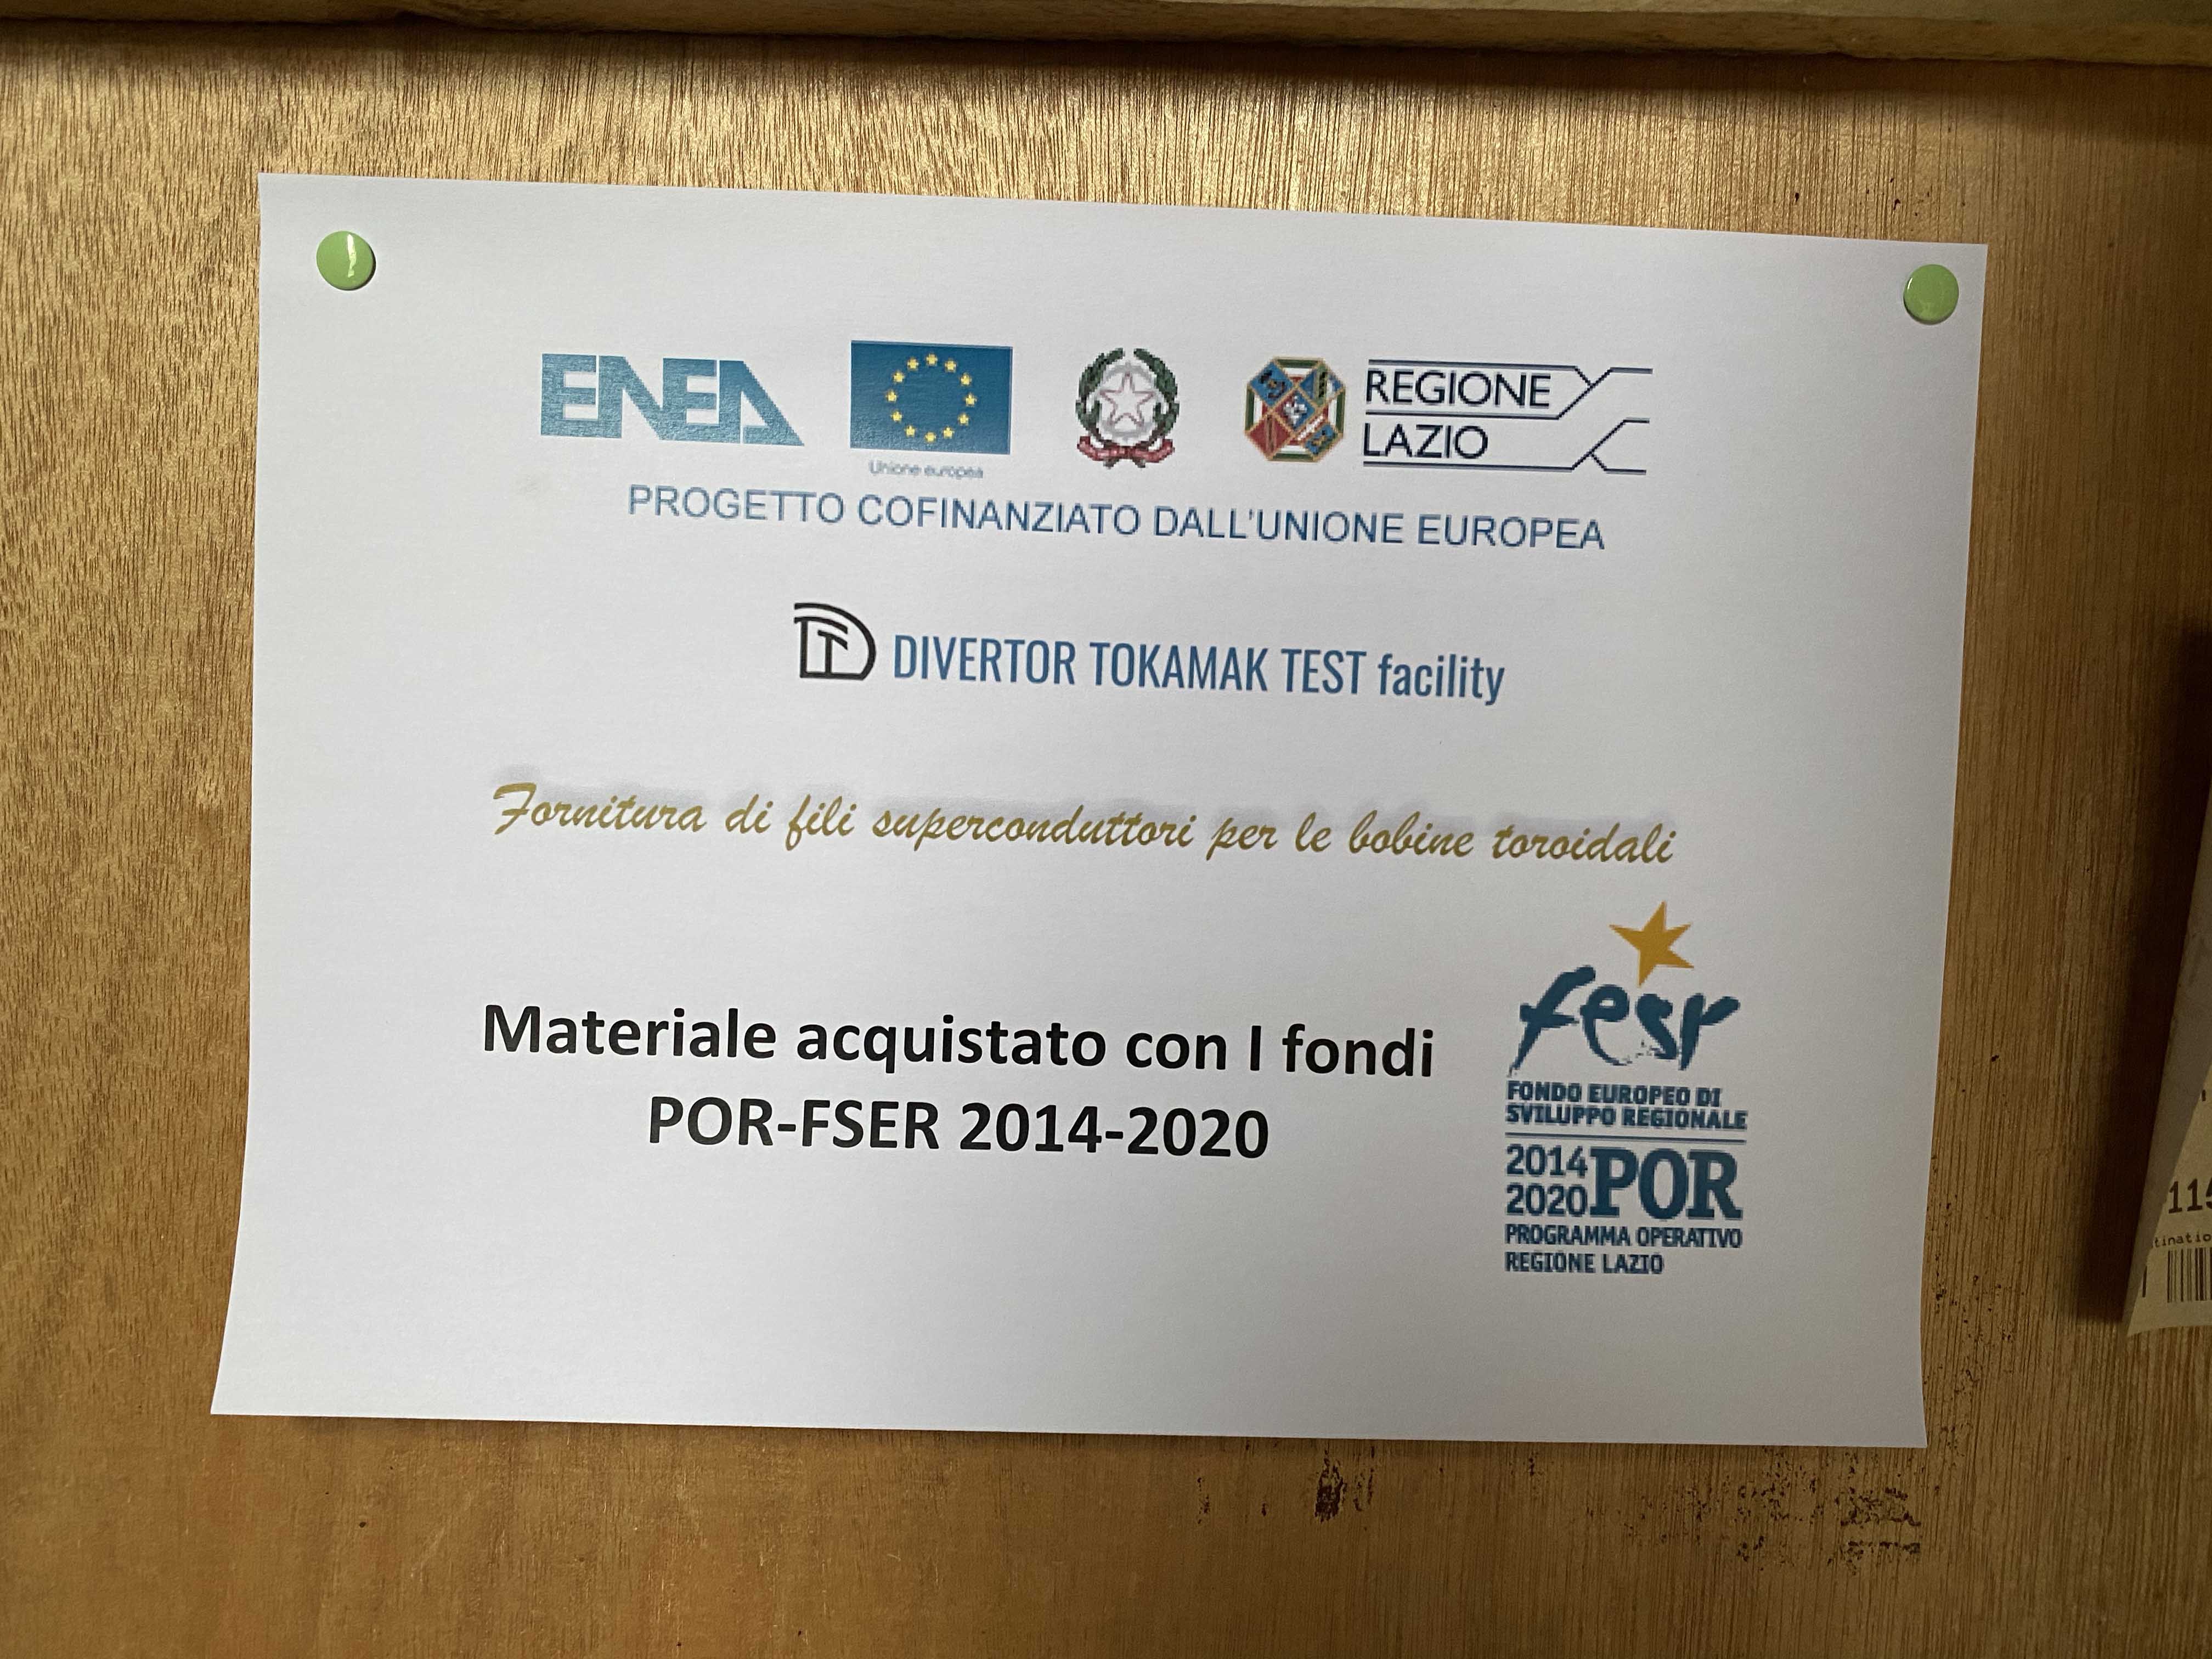 ENEA
Unione europea
REGIONE
LAZIO
PROGETTO COFINANZIATO DALL'UNIONE EUROPEA
DIVERTOR TOKAMAK TEST facility
Fornitura di fili superconduttori per le bobine toroidali
Materiale acquistato con I fondi
POR-FSER 2014-2020
fesr
FONDO EUROPEO DI
SVILUPPO REGIONALE
2014
2020
POR
PROGRAMMA OPERATIVO
REGIONE LAZIO